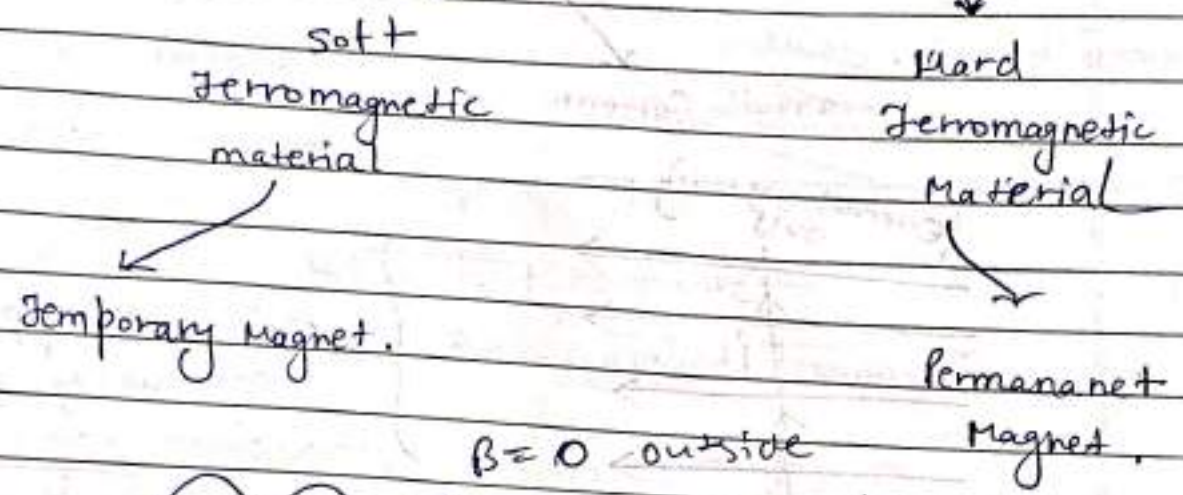 Soft
Ferromagnetic
material
Temporary Magnet.
Hard
Ferromagnetic
Material
Permananet
Magnet.
B = 0 outside